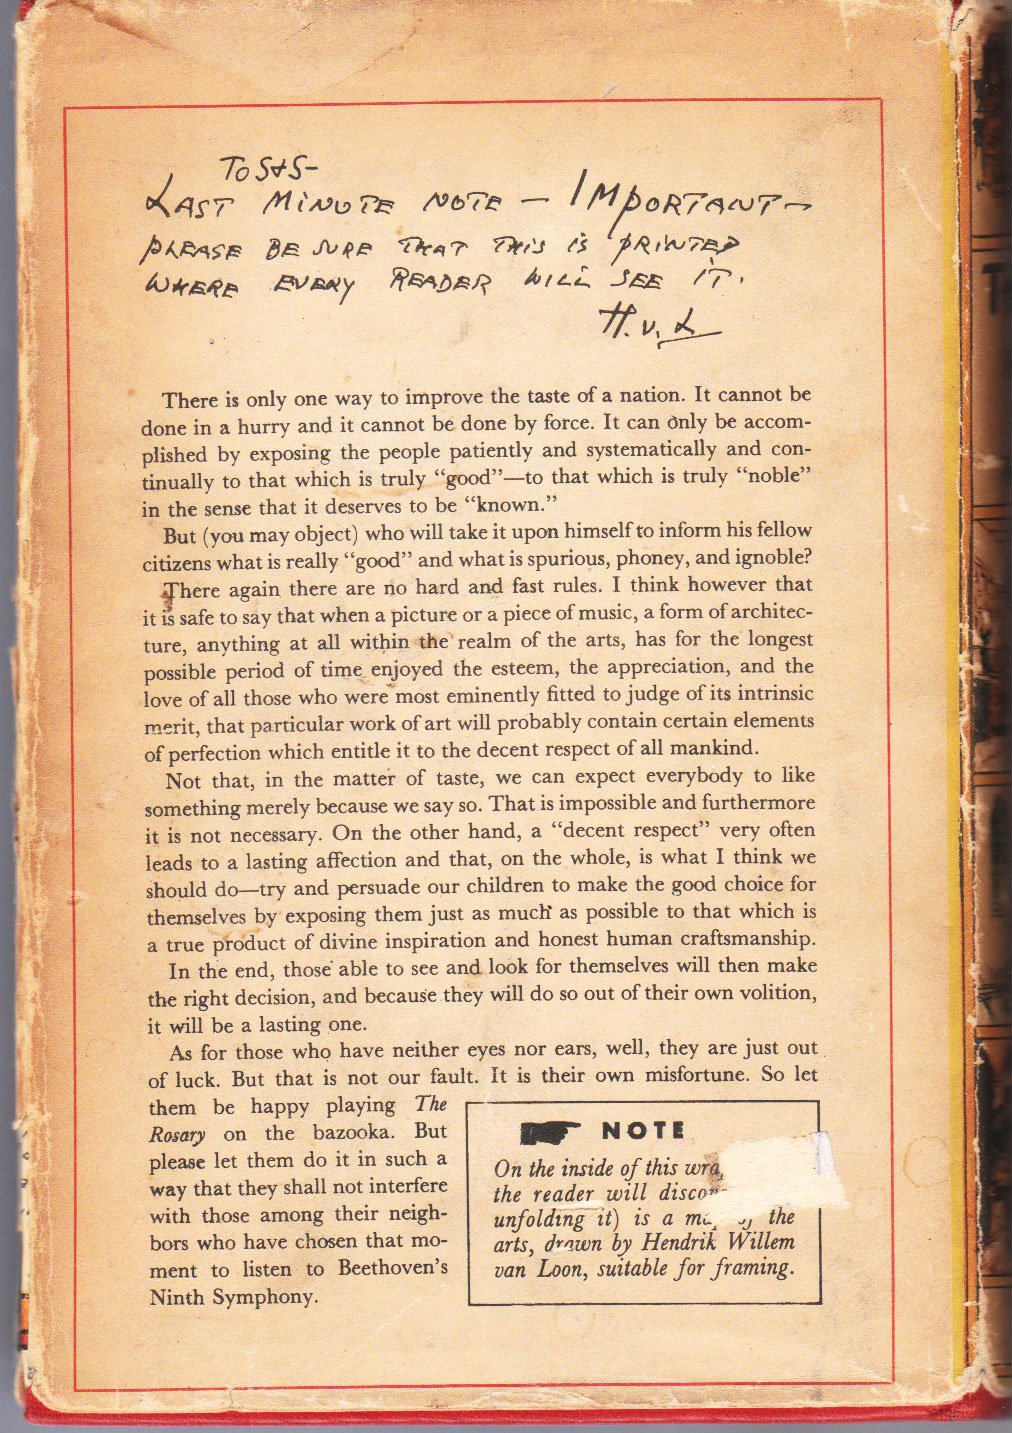 To S&S-
LAST MINUTE NOTE – IMPORTANT –
PLEASE BE SURE THAT THIS IS PRINTED
WHERE EVERY READER WILL SEE IT.
H.v.L
There is only one way to improve the taste of a nation. It cannot be
done in a hurry and it cannot be done by force. It can only be accom-
plished by exposing the people patiently and systematically and con-
tinually to that which is truly “good”—to that which is truly “noble”
in the sense that it deserves to be “known.”
But (you may object) who will take it upon himself to inform his fellow
citizens what is really “good” and what is spurious, phoney, and ignoble?
There again there are no hard and fast rules. I think however that
it is safe to say that when a picture or a piece of music, a form of architec-
ture, anything at all within the realm of the arts, has for the longest
possible period of time enjoyed the esteem, the appreciation, and the
love of all those who were most eminently fitted to judge of its intrinsic
merit, that particular work of art will probably contain certain elements
of perfection which entitle it to the decent respect of all mankind.
Not that, in the matter of taste, we can expect everybody to like
something merely because we say so. That is impossible and furthermore
it is not necessary. On the other hand, a “decent respect” very often
leads to a lasting affection and that, on the whole, is what I think we
should do—try and persuade our children to make the good choice for
themselves by exposing them just as much as possible to that which is
a true product of divine inspiration and honest human craftsmanship.
In the end, those able to see and look for themselves will then make
the right decision, and because they will do so out of their own volition,
it will be a lasting one.
As for those who have neither eyes nor ears, well, they are just out
of luck. But that is not our fault. It is their own misfortune. So let
them be happy playing The
Rosary on the bazooka. But
please let them do it in such a
way that they shall not interfere
with those among their neigh-
bors who have chosen that mo-
ment to listen to Beethoven’s
Ninth Symphony.
NOTE
On the inside of this
the reader will
unfolding it) is a the
arts, drawn by Hendrik Willem
van Loon, suitable for framing.